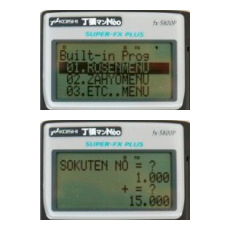 丁張マンNeo fx-5800P
SUPER-FX PLUS
Built-in Prog
01.ROSENMENU
02.ZAHYOMENU
03.ETC..MENU
丁張マンNeo fx-5800P
SUPER-FX PLUS
SOKUTEN NO = ?
1.000
+ = ?
15.000